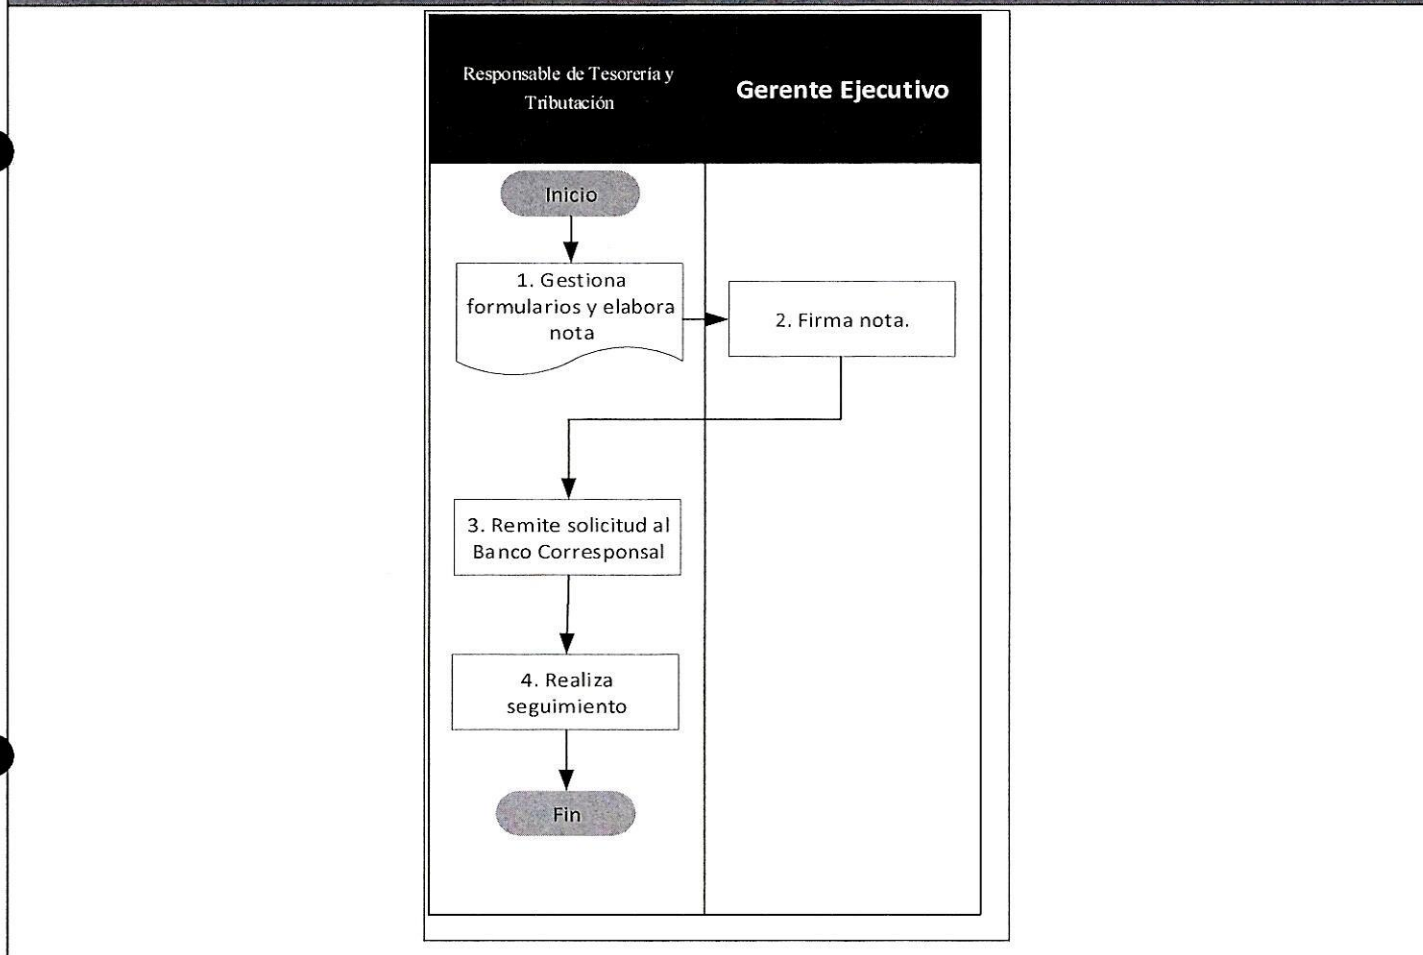 Responsable de Tesorería y
Tributación
Gerente Ejecutivo
Inicio
1. Gestiona
formularios y elabora
nota
2. Firma nota.
3. Remite solicitud al
Banco Corresponsal
4. Realiza
seguimiento
Fin